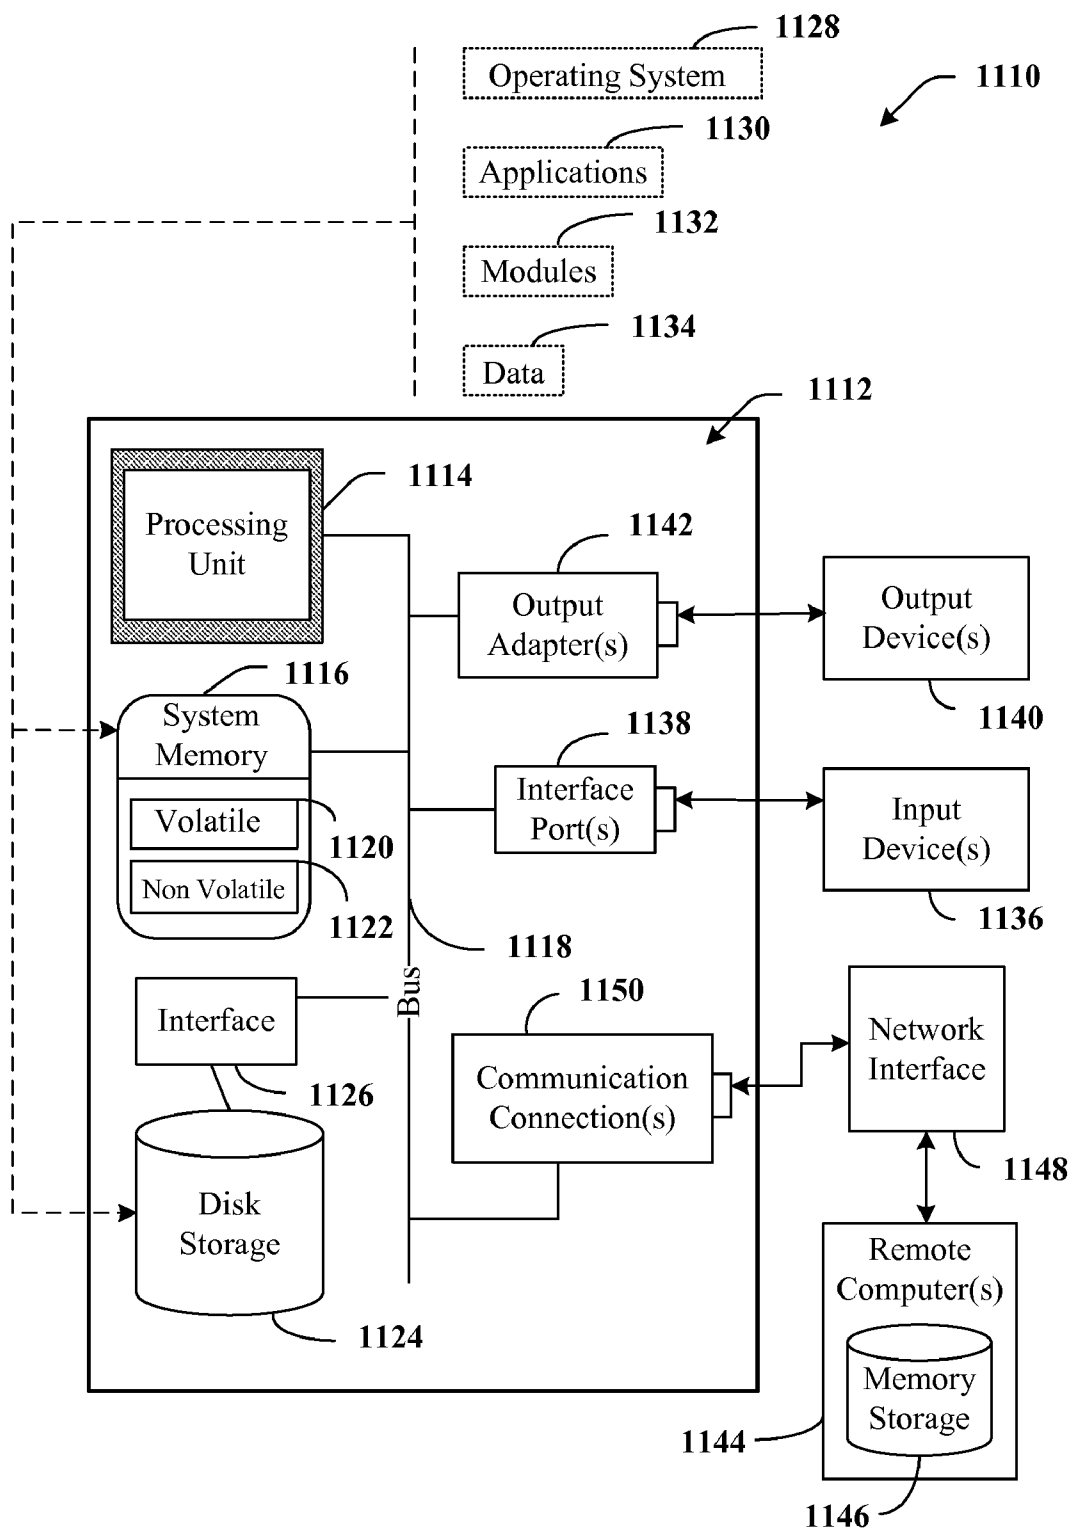 1128
Operating System
1110
1130
Applications
1132
Modules
1134
Data
1112
1114
Processing
Unit
1142
Output
Adapter(s)
Output
Device(s)
1140
1116
System
Memory
1138
Interface
Port(s)
Input
Device(s)
1136
Volatile
1120
Non Volatile
1122
1118
Bus
Interface
1126
1150
Communication
Connection(s)
Network
Interface
1148
Disk
Storage
1124
Remote
Computer(s)
Memory
Storage
1144
1146